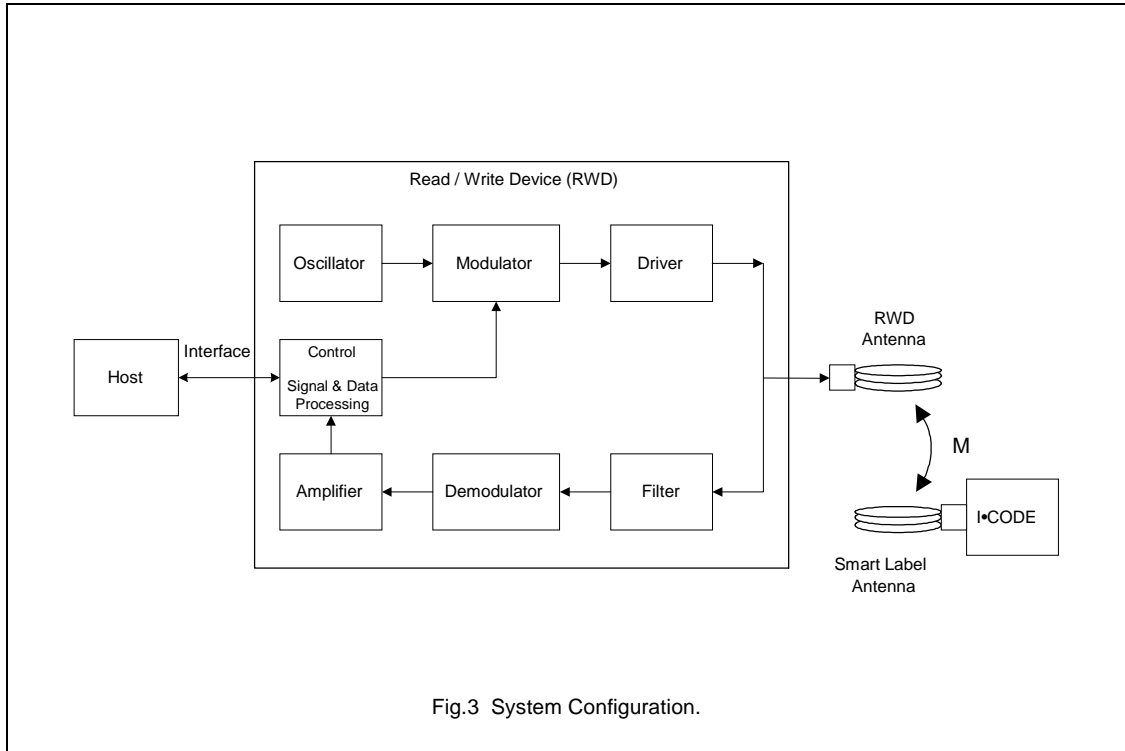 Read / Write Device (RWD)
Oscillator
Modulator
Driver
RWD
Antenna
Host
Interface
Control
Signal & Data
Processing
M
Amplifier
Demodulator
Filter
I•CODE
Smart Label
Antenna
Fig.3 System Configuration.